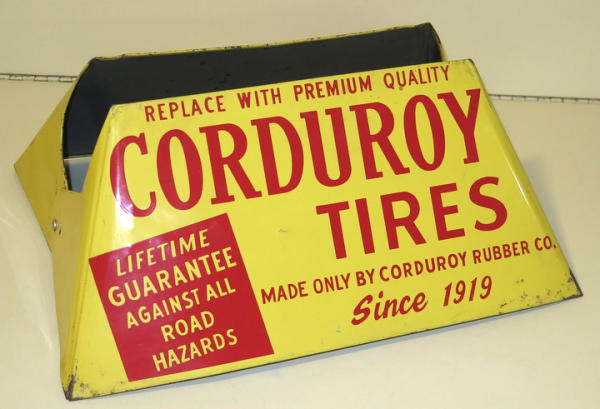 REPLACE WITH PREMIUM QUALITY
CORDUROY
TIRES
LIFETIME
GUARANTEE
AGAINST ALL
ROAD
HAZARDS
MADE ONLY BY CORDUROY RUBBER CO.
Since 1919